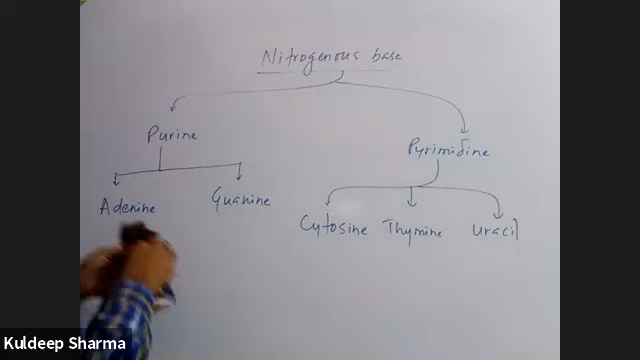 Nitrogenous base
Purine
Pyrimidine
Adenine
Guanine
Cytosine
Thymine
Uracil
Kuldeep Sharma